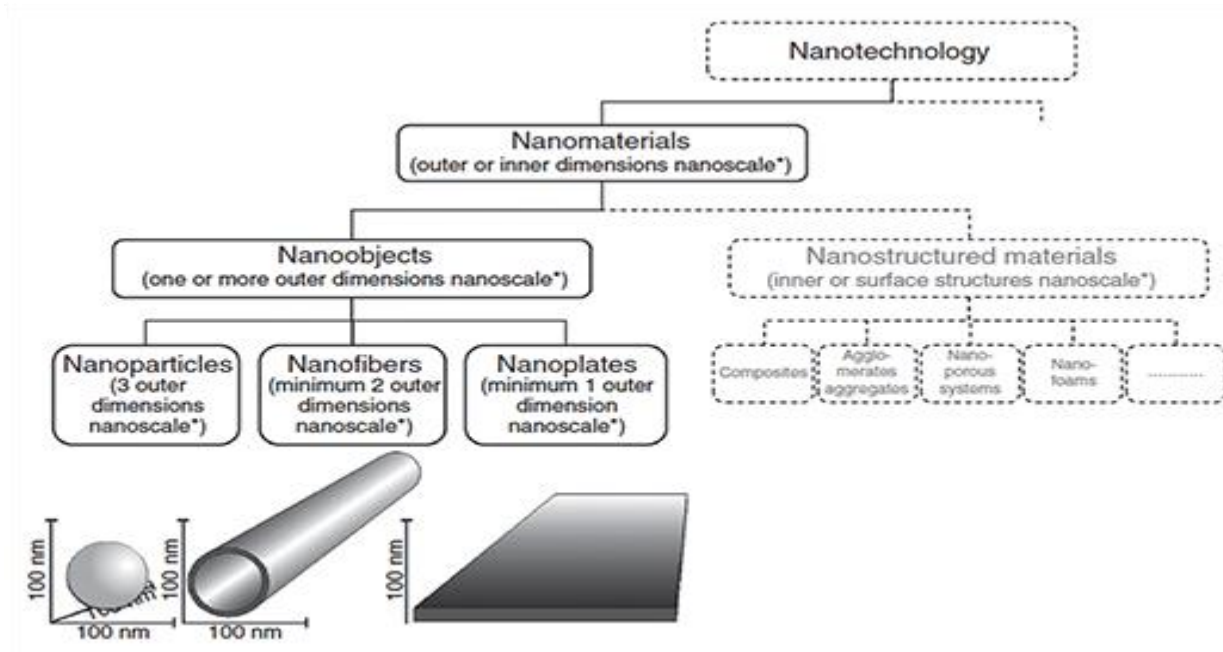 Nanotechnology
Nanomaterials
(outer or inner dimensions nanoscale*)
Nanoobjects
(one or more outer dimensions nanoscale*)
Nanostructured materials
(inner or surface structures nanoscale*)
Nanoparticles
(3 outer
dimensions
nanoscale*)
Nanofibers
(minimum 2 outer
dimensions
nanoscale*)
Nanoplates
(minimum 1 outer
dimension
nanoscale*)
Composites
Agglo-
merates
aggregates
Nano-
porous
systems
Nano-
foams
............
100 nm
100 nm
100 nm
100 nm
100 nm
100 nm